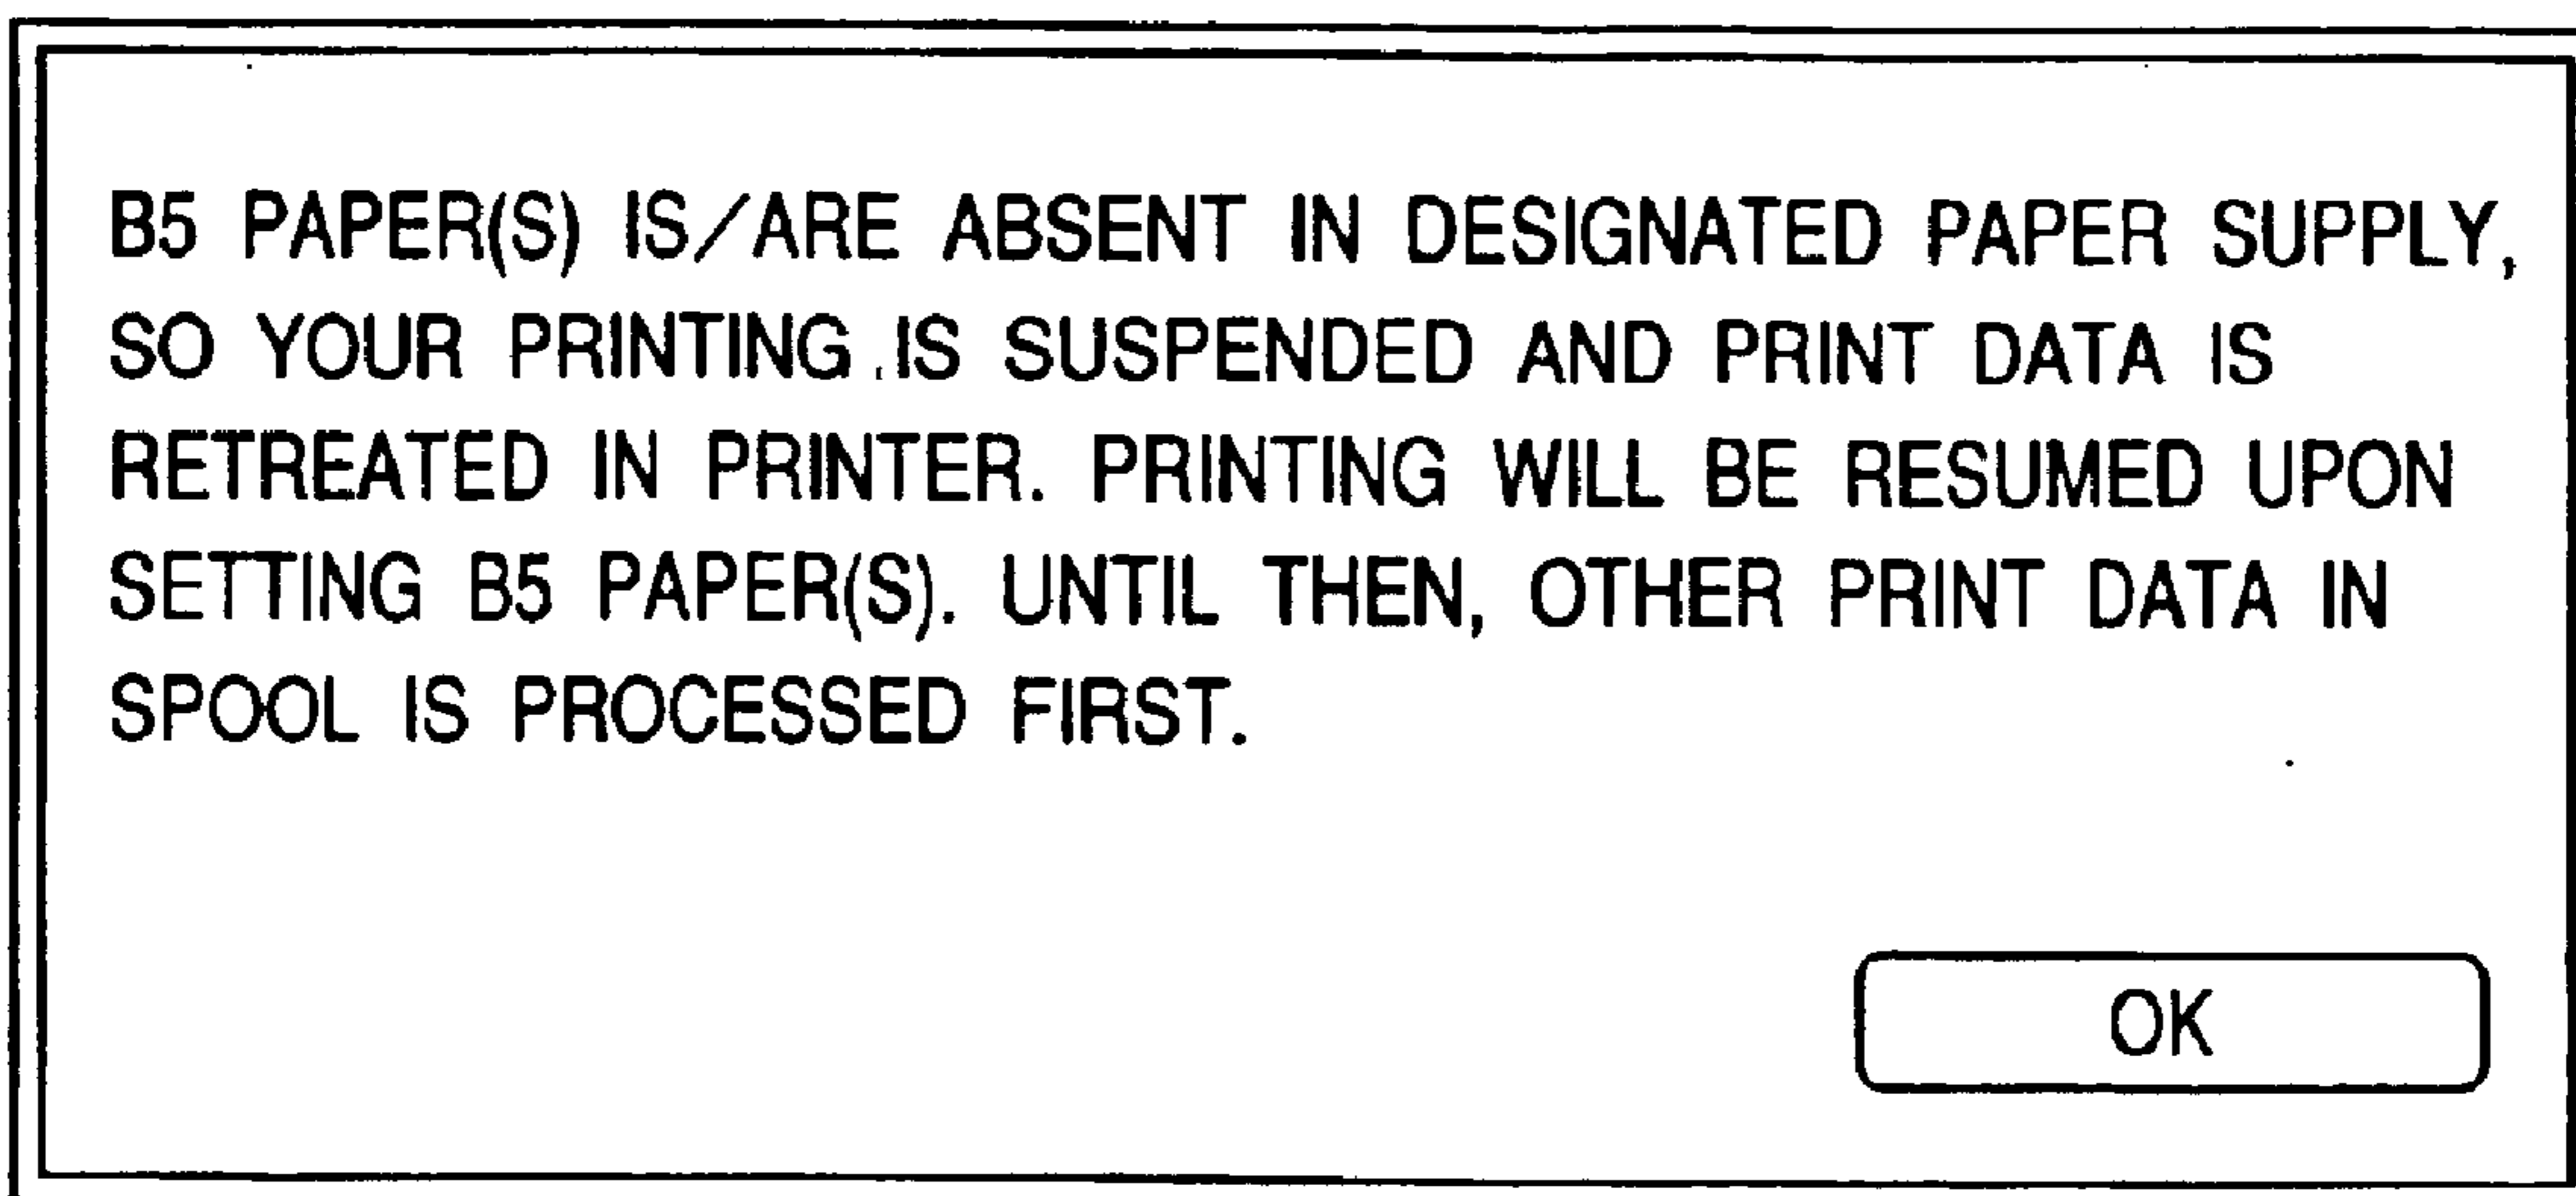 B5 PAPER(S) IS/ARE ABSENT IN DESIGNATED PAPER SUPPLY,
SO YOUR PRINTING IS SUSPENDED AND PRINT DATA IS
RETREATED IN PRINTER. PRINTING WILL BE RESUMED UPON
SETTING B5 PAPER(S). UNTIL THEN, OTHER PRINT DATA IN
SPOOL IS PROCESSED FIRST.
OK